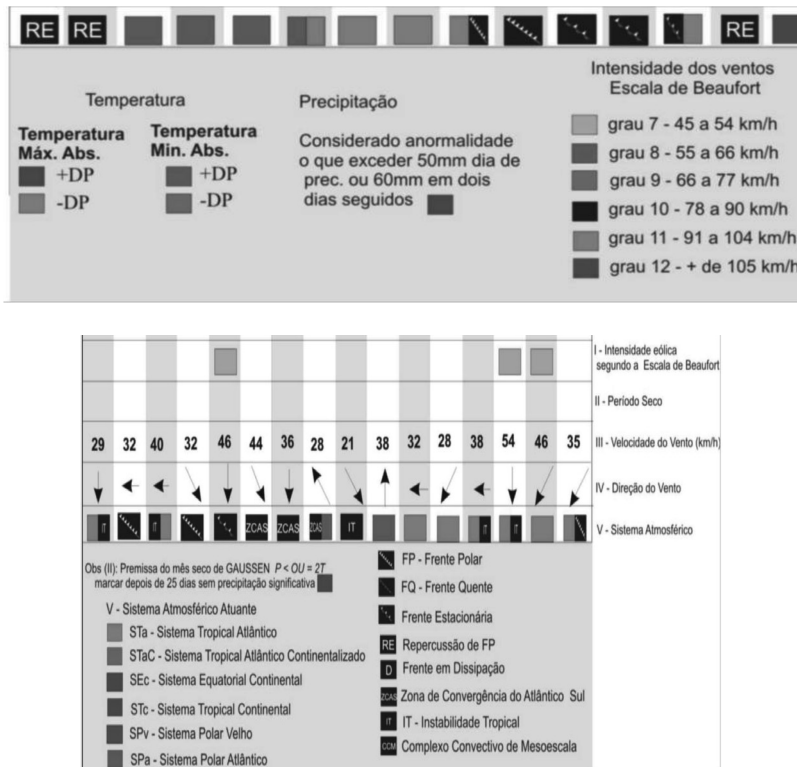 RE RE RE
Temperatura
Temperatura
Máx. Abs.
+DP
-DP
Temperatura
Min. Abs.
+DP
-DP
Precipitação
Considerado anormalidade
o que exceder 50mm dia de
prec. ou 60mm em dois
dias seguidos
Intensidade dos ventos
Escala de Beaufort
grau 7 - 45 a 54 km/h
grau 8 - 55 a 66 km/h
grau 9 - 66 a 77 km/h
grau 10 - 78 a 90 km/h
grau 11 - 91 a 104 km/h
grau 12 - + de 105 km/h
I - Intensidade eólica
segundo a Escala de Beaufort
II - Período Seco
29 32 40 32 46 44 36 28 21 38 32 28 38 54 46 35 III - Velocidade do Vento (km/h)
IV - Direção do Vento
IT IT ZCAS ZCAS ZCAS IT IT IT V - Sistema Atmosférico
Obs (II): Premissa do mês seco de GAUSSEN P < OU = 2T
marcar depois de 25 dias sem precipitação significativa
V - Sistema Atmosférico Atuante
STa - Sistema Tropical Atlântico
STaC - Sistema Tropical Atlântico Continentalizado
SEc - Sistema Equatorial Continental
STc - Sistema Tropical Continental
SPv - Sistema Polar Velho
SPa - Sistema Polar Atlântico
FP - Frente Polar
FQ - Frente Quente
Frente Estacionária
RE Repercussão de FP
D Frente em Dissipação
ZCAS Zona de Convergência do Atlântico Sul
IT IT - Instabilidade Tropical
CCM Complexo Convectivo de Mesoescala